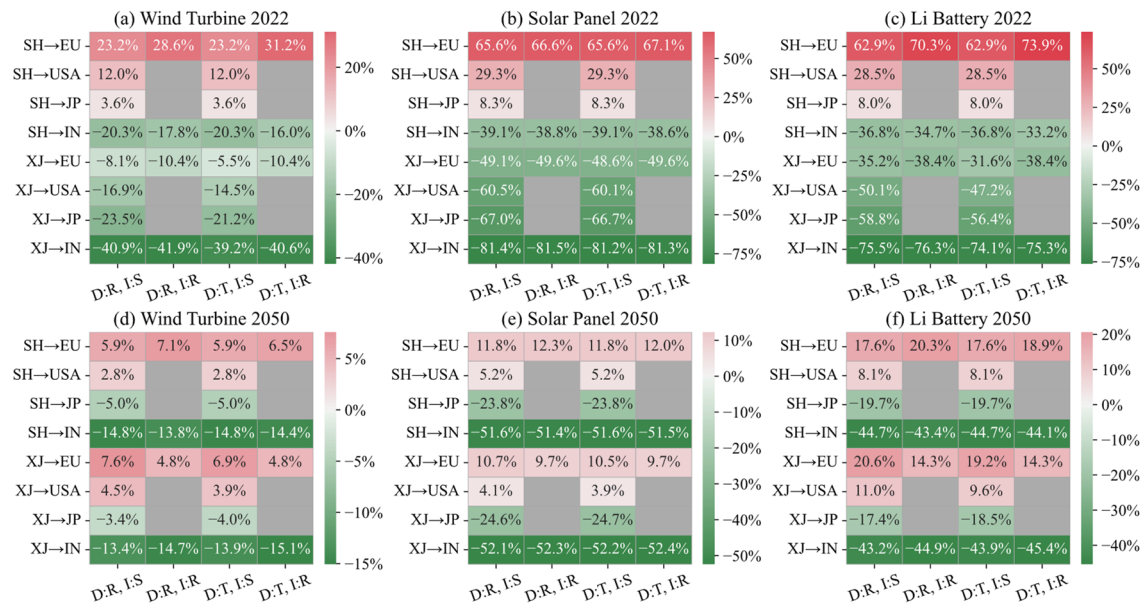 (a) Wind Turbine 2022
SH→EU 23.2% 28.6% 23.2% 31.2%
SH→USA 12.0% 12.0%
SH→JP 3.6% 3.6%
SH→IN −20.3% −17.8% −20.3% −16.0%
XJ→EU −8.1% −10.4% −5.5% −10.4%
XJ→USA −16.9% −14.5%
XJ→JP −23.5% −21.2%
XJ→IN −40.9% −41.9% −39.2% −40.6%
D:R, I:S D:R, I:R D:T, I:S D:T, I:R
20%
0%
−20%
−40%
(b) Solar Panel 2022
65.6% 66.6% 65.6% 67.1%
29.3% 29.3%
8.3% 8.3%
−39.1% −38.8% −39.1% −38.6%
−49.1% −49.6% −48.6% −49.6%
−60.5% −60.1%
−67.0% −66.7%
−81.4% −81.5% −81.2% −81.3%
D:R, I:S D:R, I:R D:T, I:S D:T, I:R
50%
25%
0%
−25%
−50%
−75%
(c) Li Battery 2022
SH→EU 62.9% 70.3% 62.9% 73.9%
SH→USA 28.5% 28.5%
SH→JP 8.0% 8.0%
SH→IN −36.8% −34.7% −36.8% −33.2%
XJ→EU −35.2% −38.4% −31.6% −38.4%
XJ→USA −50.1% −47.2%
XJ→JP −58.8% −56.4%
XJ→IN −75.5% −76.3% −74.1% −75.3%
D:R, I:S D:R, I:R D:T, I:S D:T, I:R
50%
25%
0%
−25%
−50%
−75%
(d) Wind Turbine 2050
SH→EU 5.9% 7.1% 5.9% 6.5%
SH→USA 2.8% 2.8%
SH→JP −5.0% −5.0%
SH→IN −14.8% −13.8% −14.8% −14.4%
XJ→EU 7.6% 4.8% 6.9% 4.8%
XJ→USA 4.5% 3.9%
XJ→JP −3.4% −4.0%
XJ→IN −13.4% −14.7% −13.9% −15.1%
D:R, I:S D:R, I:R D:T, I:S D:T, I:R
5%
0%
−5%
−10%
−15%
(e) Solar Panel 2050
SH→EU 11.8% 12.3% 11.8% 12.0%
SH→USA 5.2% 5.2%
SH→JP −23.8% −23.8%
SH→IN −51.6% −51.4% −51.6% −51.5%
XJ→EU 10.7% 9.7% 10.5% 9.7%
XJ→USA 4.1% 3.9%
XJ→JP −24.6% −24.7%
XJ→IN −52.1% −52.3% −52.2% −52.4%
D:R, I:S D:R, I:R D:T, I:S D:T, I:R
10%
0%
−10%
−20%
−30%
−40%
−50%
(f) Li Battery 2050
SH→EU 17.6% 20.3% 17.6% 18.9%
SH→USA 8.1% 8.1%
SH→JP −19.7% −19.7%
SH→IN −44.7% −43.4% −44.7% −44.1%
XJ→EU 20.6% 14.3% 19.2% 14.3%
XJ→USA 11.0% 9.6%
XJ→JP −17.4% −18.5%
XJ→IN −43.2% −44.9% −43.9% −45.4%
D:R, I:S D:R, I:R D:T, I:S D:T, I:R
20%
10%
0%
−10%
−20%
−30%
−40%